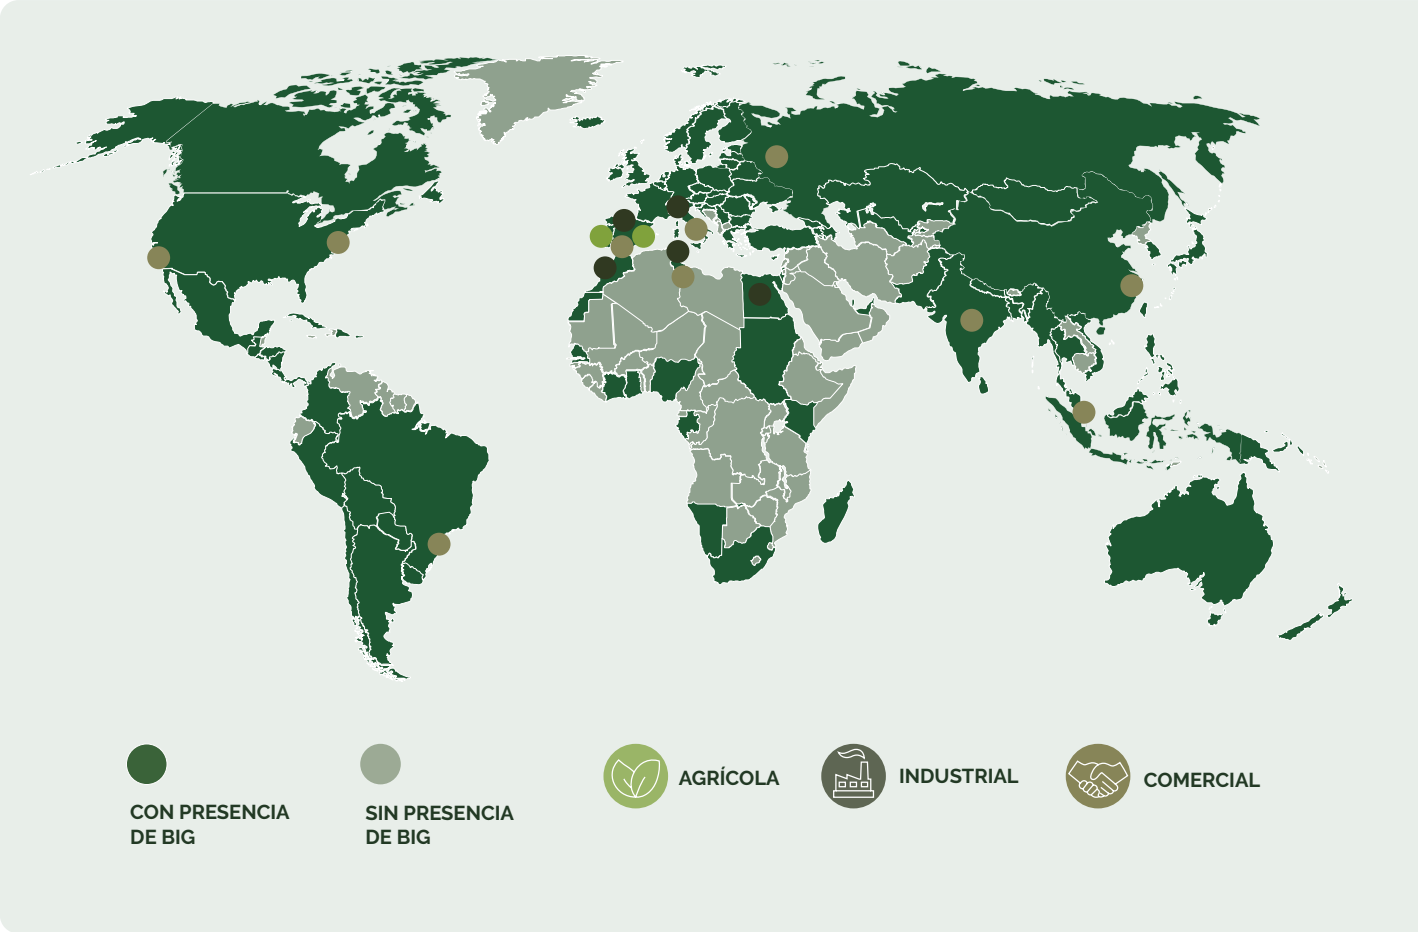 CON PRESENCIA
DE BIG
SIN PRESENCIA
DE BIG
AGRÍCOLA
INDUSTRIAL
COMERCIAL